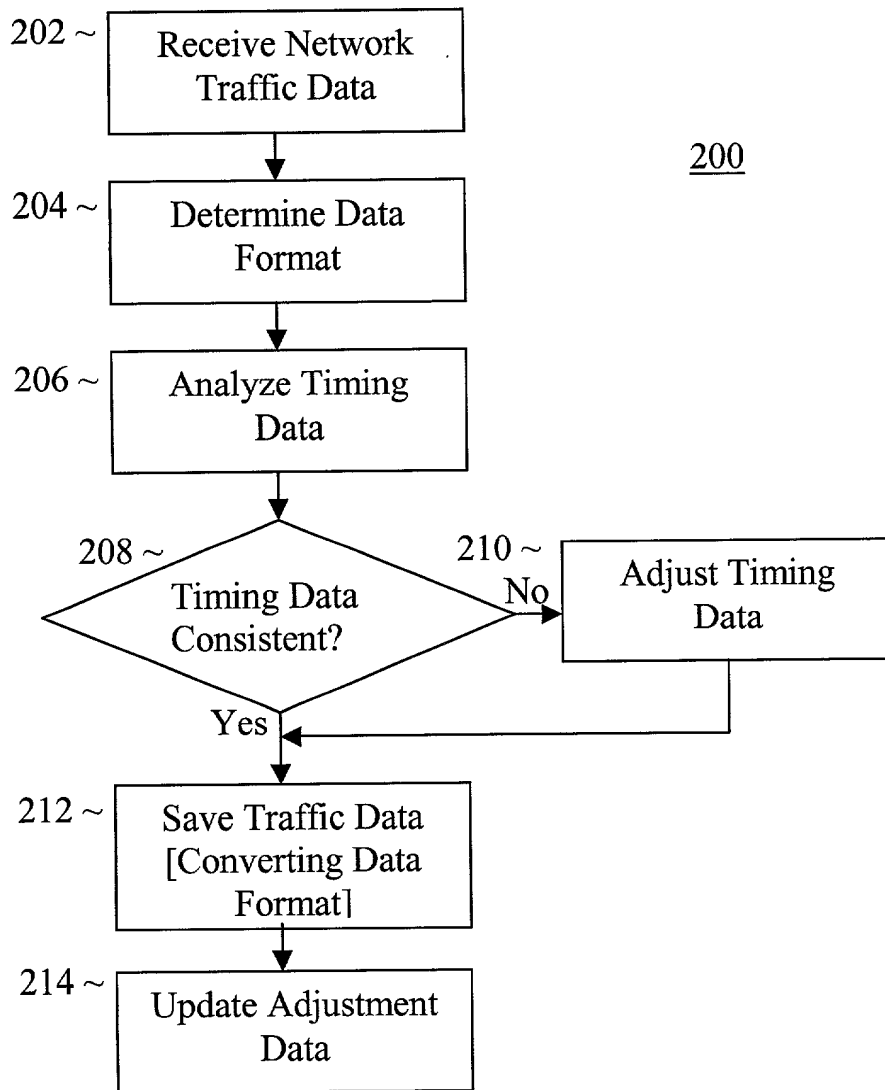 202 ~
Receive Network
Traffic Data
200
204 ~
Determine Data
Format
206 ~
Analyze Timing
Data
208 ~
Timing Data
Consistent?
No
210 ~
Adjust Timing
Data
Yes
212 ~
Save Traffic Data
[Converting Data
Format]
214 ~
Update Adjustment
Data